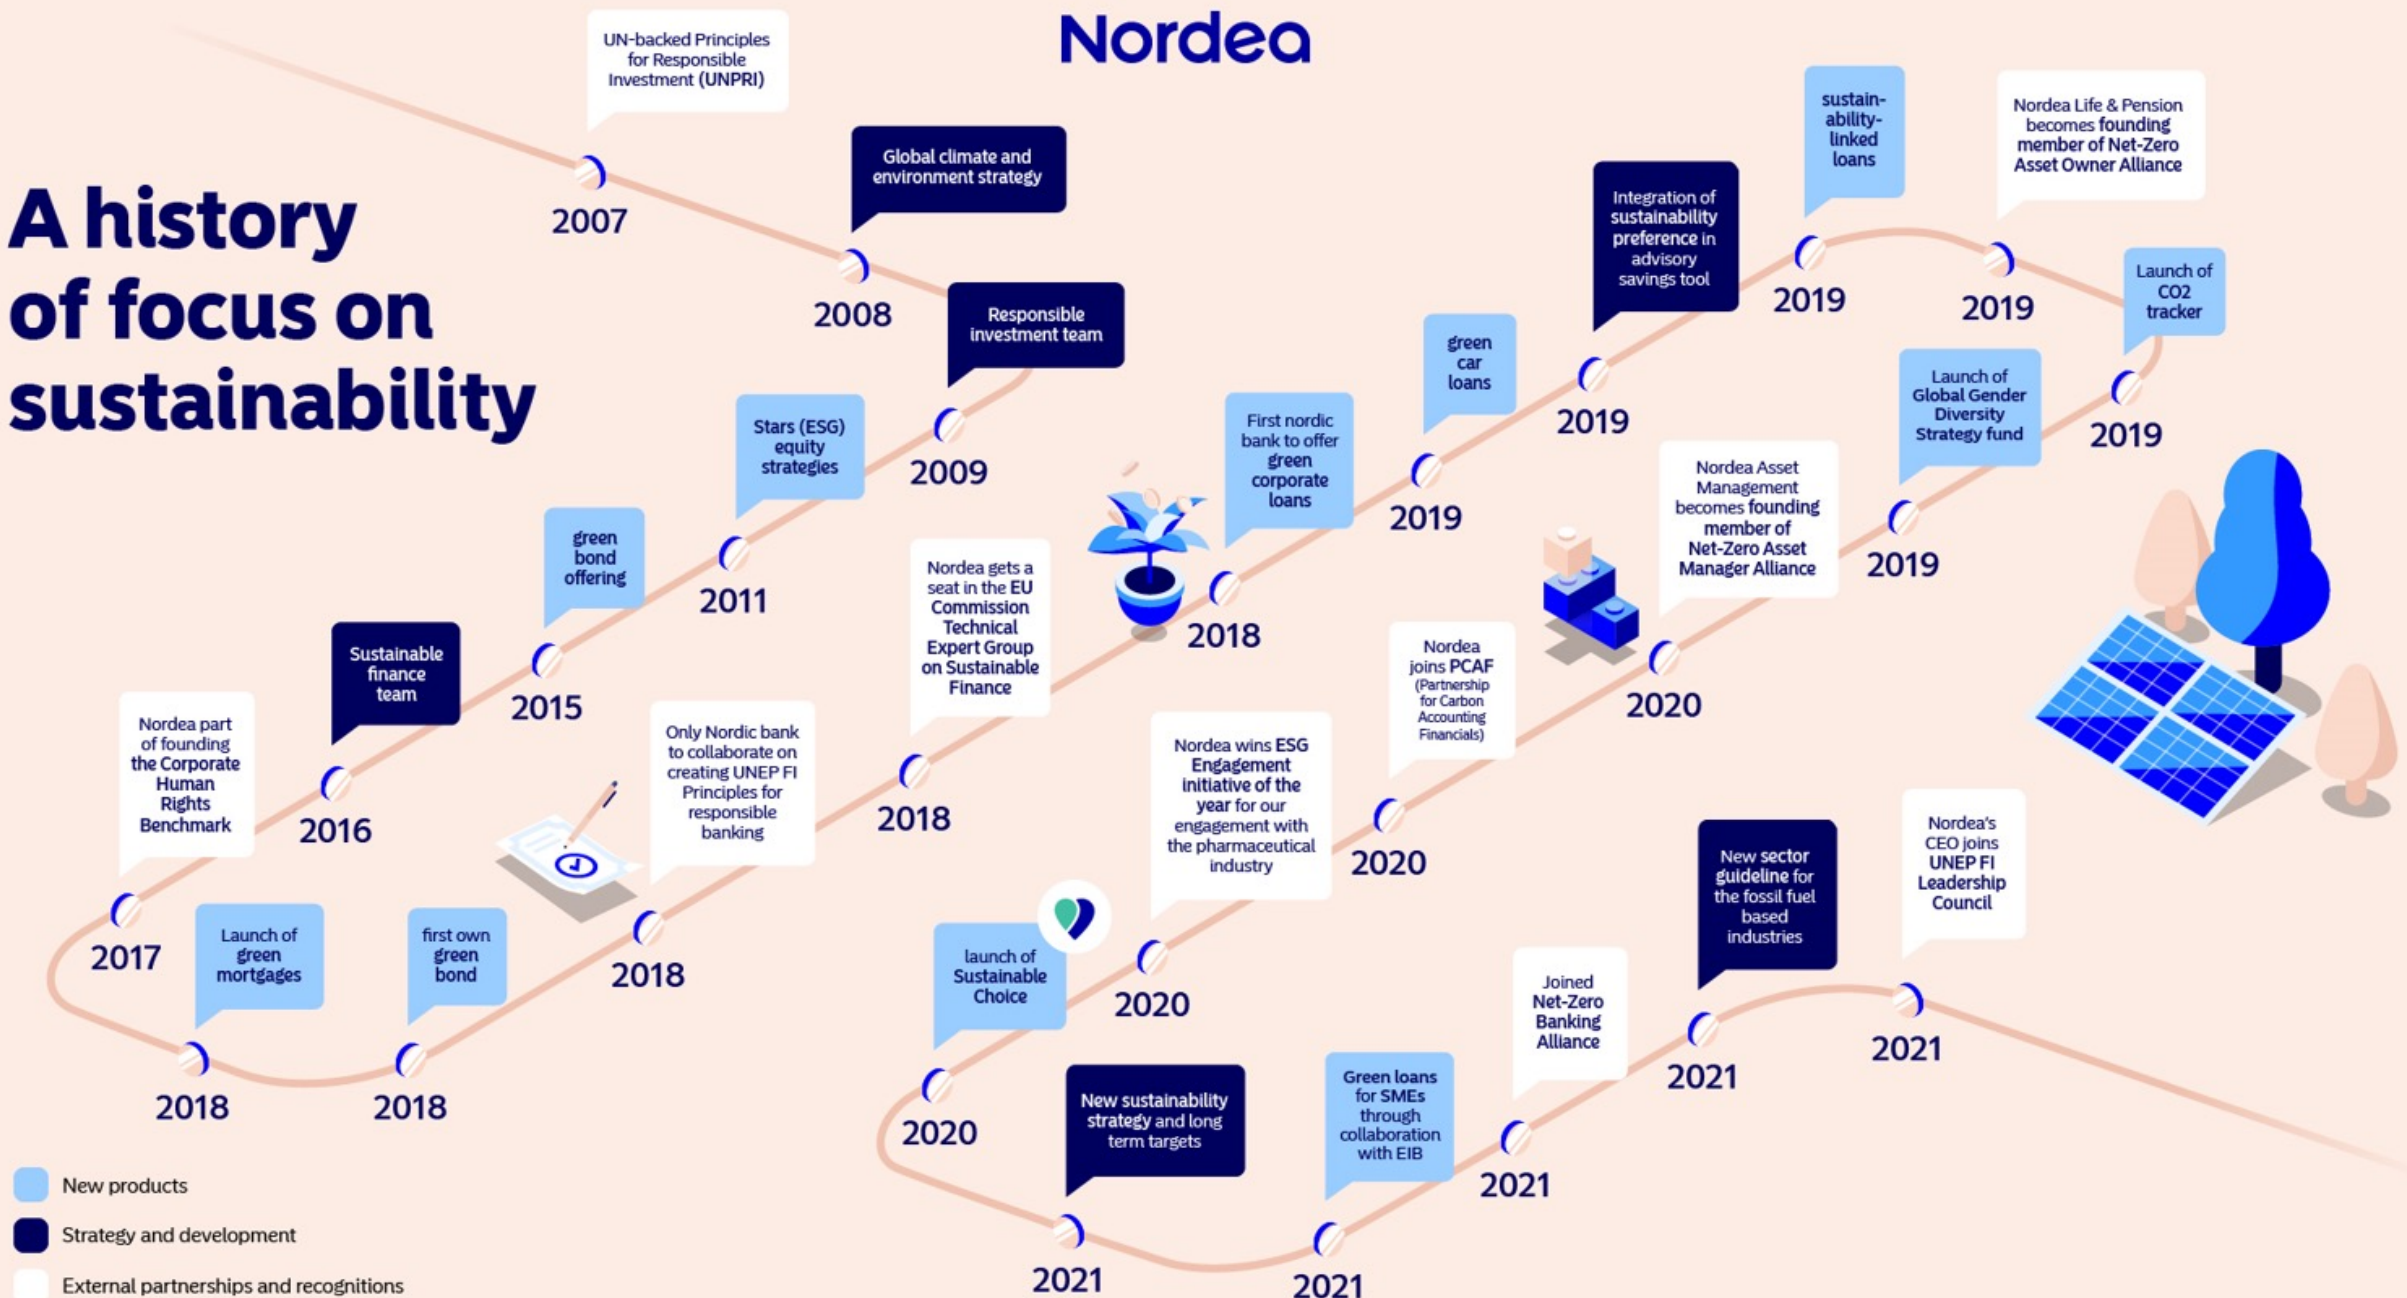 Nordea
A history
of focus on
sustainability
UN-backed Principles
for Responsible
Investment (UNPRI)
2007
Global climate and
environment strategy
2008
Responsible
investment team
2009
Stars (ESG)
equity
strategies
2011
green
bond
offering
2015
Sustainable
finance
team
2016
Nordea part
of founding
the Corporate
Human
Rights
Benchmark
2017
Launch of
green
mortgages
2018
first own
green
bond
2018
Only Nordic bank
to collaborate on
creating UNEP FI
Principles for
responsible
banking
2018
Nordea gets a
seat in the EU
Commission
Technical
Expert Group
on Sustainable
Finance
2018
First nordic
bank to offer
green
corporate
loans
2018
green
car
loans
2019
Integration of
sustainability
preference in
advisory
savings tool
2019
sustain-
ability-
linked
loans
2019
Nordea Life & Pension
becomes founding
member of Net-Zero
Asset Owner Alliance
2019
Launch of
CO2
tracker
2019
Launch of
Global Gender
Diversity
Strategy fund
2019
Nordea Asset
Management
becomes founding
member of
Net-Zero Asset
Manager Alliance
2020
Nordea
joins PCAF
(Partnership
for Carbon
Accounting
Financials)
2020
Nordea wins ESG
Engagement
initiative of the
year for our
engagement with
the pharmaceutical
industry
2020
launch of
Sustainable
Choice
2020
New sustainability
strategy and long
term targets
2021
Green loans
for SMEs
through
collaboration
with EIB
2021
Joined
Net-Zero
Banking
Alliance
2021
New sector
guideline for
the fossil fuel
based
industries
2021
Nordea's
CEO joins
UNEP FI
Leadership
Council
2021
New products
Strategy and development
External partnerships and recognitions